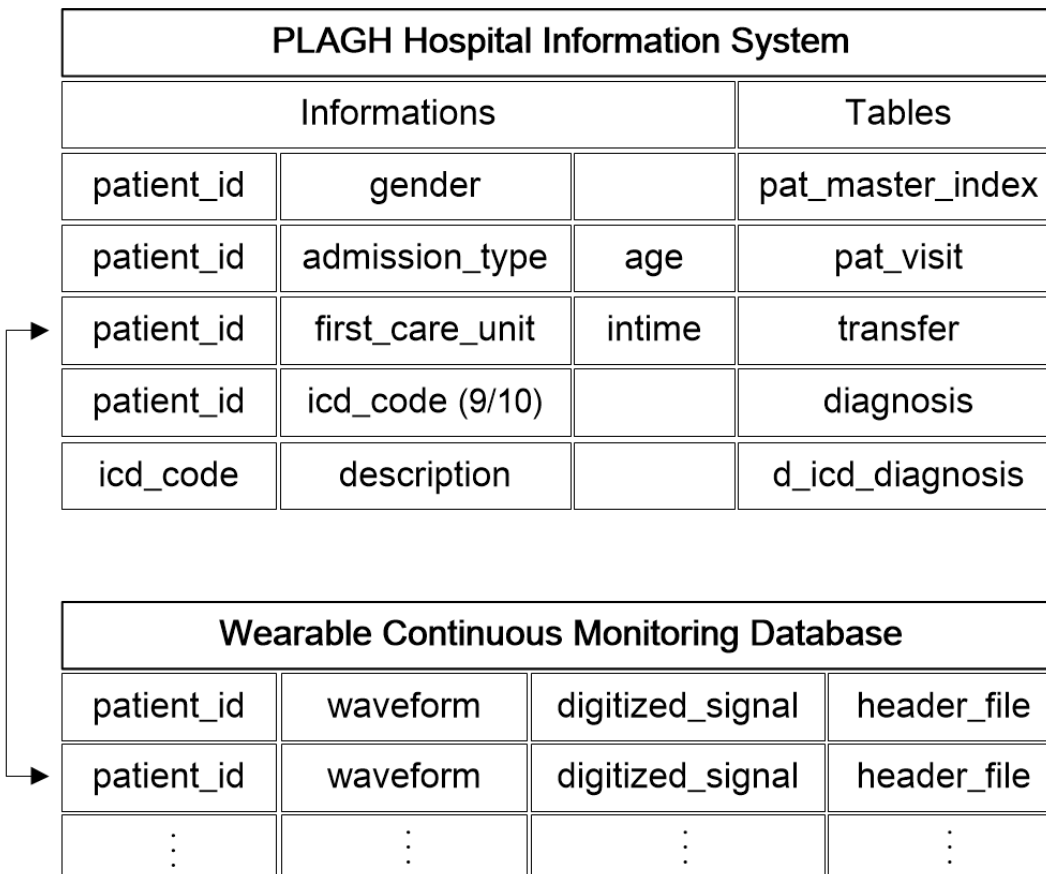 PLAGH Hospital Information System
Informations Tables
patient_id gender pat_master_index
patient_id admission_type age pat_visit
patient_id first_care_unit intime transfer
patient_id icd_code (9/10) diagnosis
icd_code description d_icd_diagnosis
Wearable Continuous Monitoring Database
patient_id waveform digitized_signal header_file
patient_id waveform digitized_signal header_file
⋮ ⋮ ⋮ ⋮